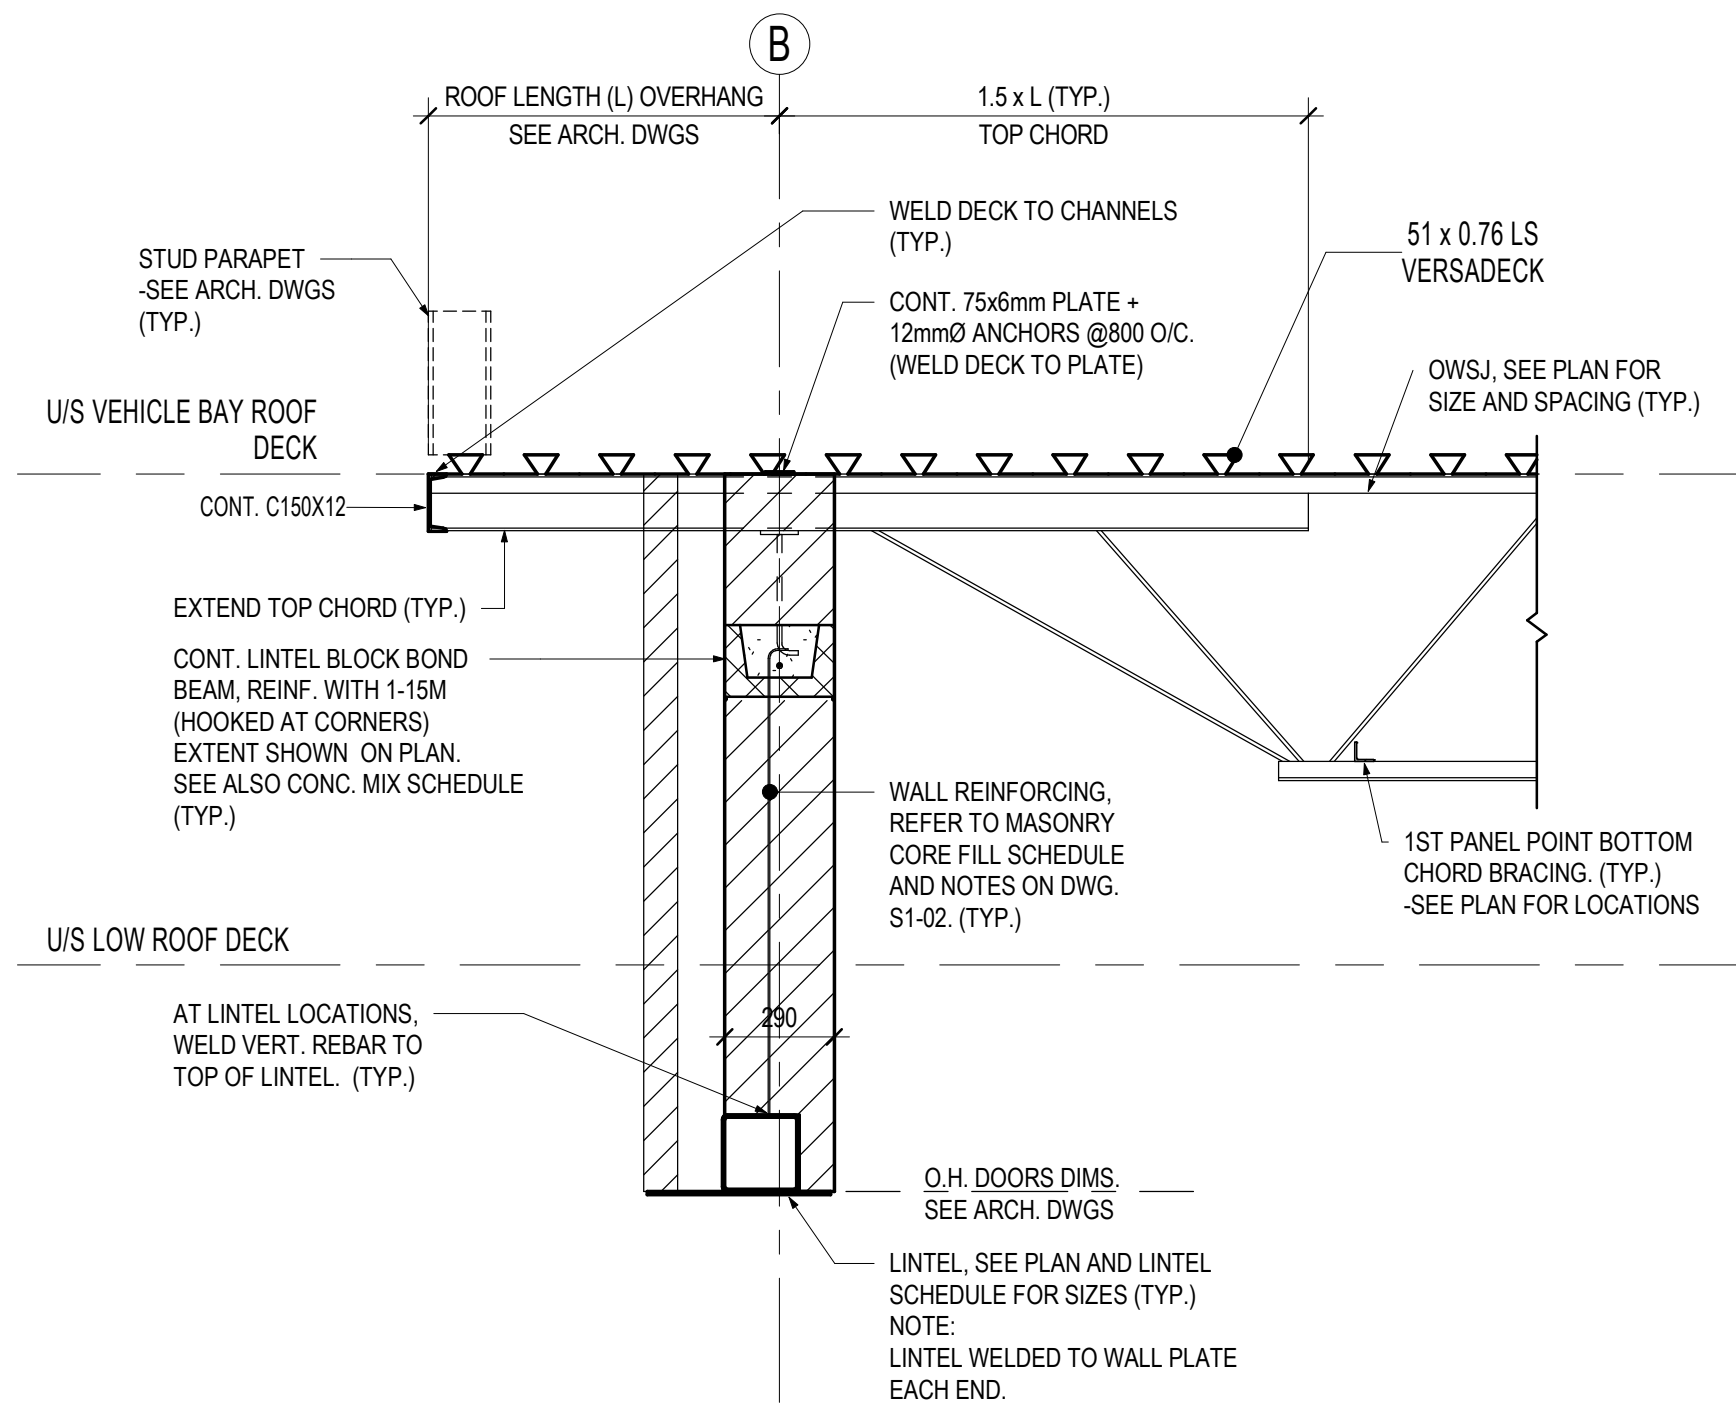 B
ROOF LENGTH (L) OVERHANG
SEE ARCH. DWGS
1.5 x L (TYP.)
TOP CHORD
WELD DECK TO CHANNELS
(TYP.)
51 x 0.76 LS
VERSADECK
STUD PARAPET
-SEE ARCH. DWGS
(TYP.)
CONT. 75x6mm PLATE +
12mmØ ANCHORS @800 O/C.
(WELD DECK TO PLATE)
OWSJ, SEE PLAN FOR
SIZE AND SPACING (TYP.)
U/S VEHICLE BAY ROOF
DECK
CONT. C150X12
EXTEND TOP CHORD (TYP.)
CONT. LINTEL BLOCK BOND
BEAM, REINF. WITH 1-15M
(HOOKED AT CORNERS)
EXTENT SHOWN ON PLAN.
SEE ALSO CONC. MIX SCHEDULE
(TYP.)
WALL REINFORCING,
REFER TO MASONRY
CORE FILL SCHEDULE
AND NOTES ON DWG.
S1-02. (TYP.)
1ST PANEL POINT BOTTOM
CHORD BRACING. (TYP.)
-SEE PLAN FOR LOCATIONS
U/S LOW ROOF DECK
AT LINTEL LOCATIONS,
WELD VERT. REBAR TO
TOP OF LINTEL. (TYP.)
290
O.H. DOORS DIMS.
SEE ARCH. DWGS
LINTEL, SEE PLAN AND LINTEL
SCHEDULE FOR SIZES (TYP.)
NOTE:
LINTEL WELDED TO WALL PLATE
EACH END.